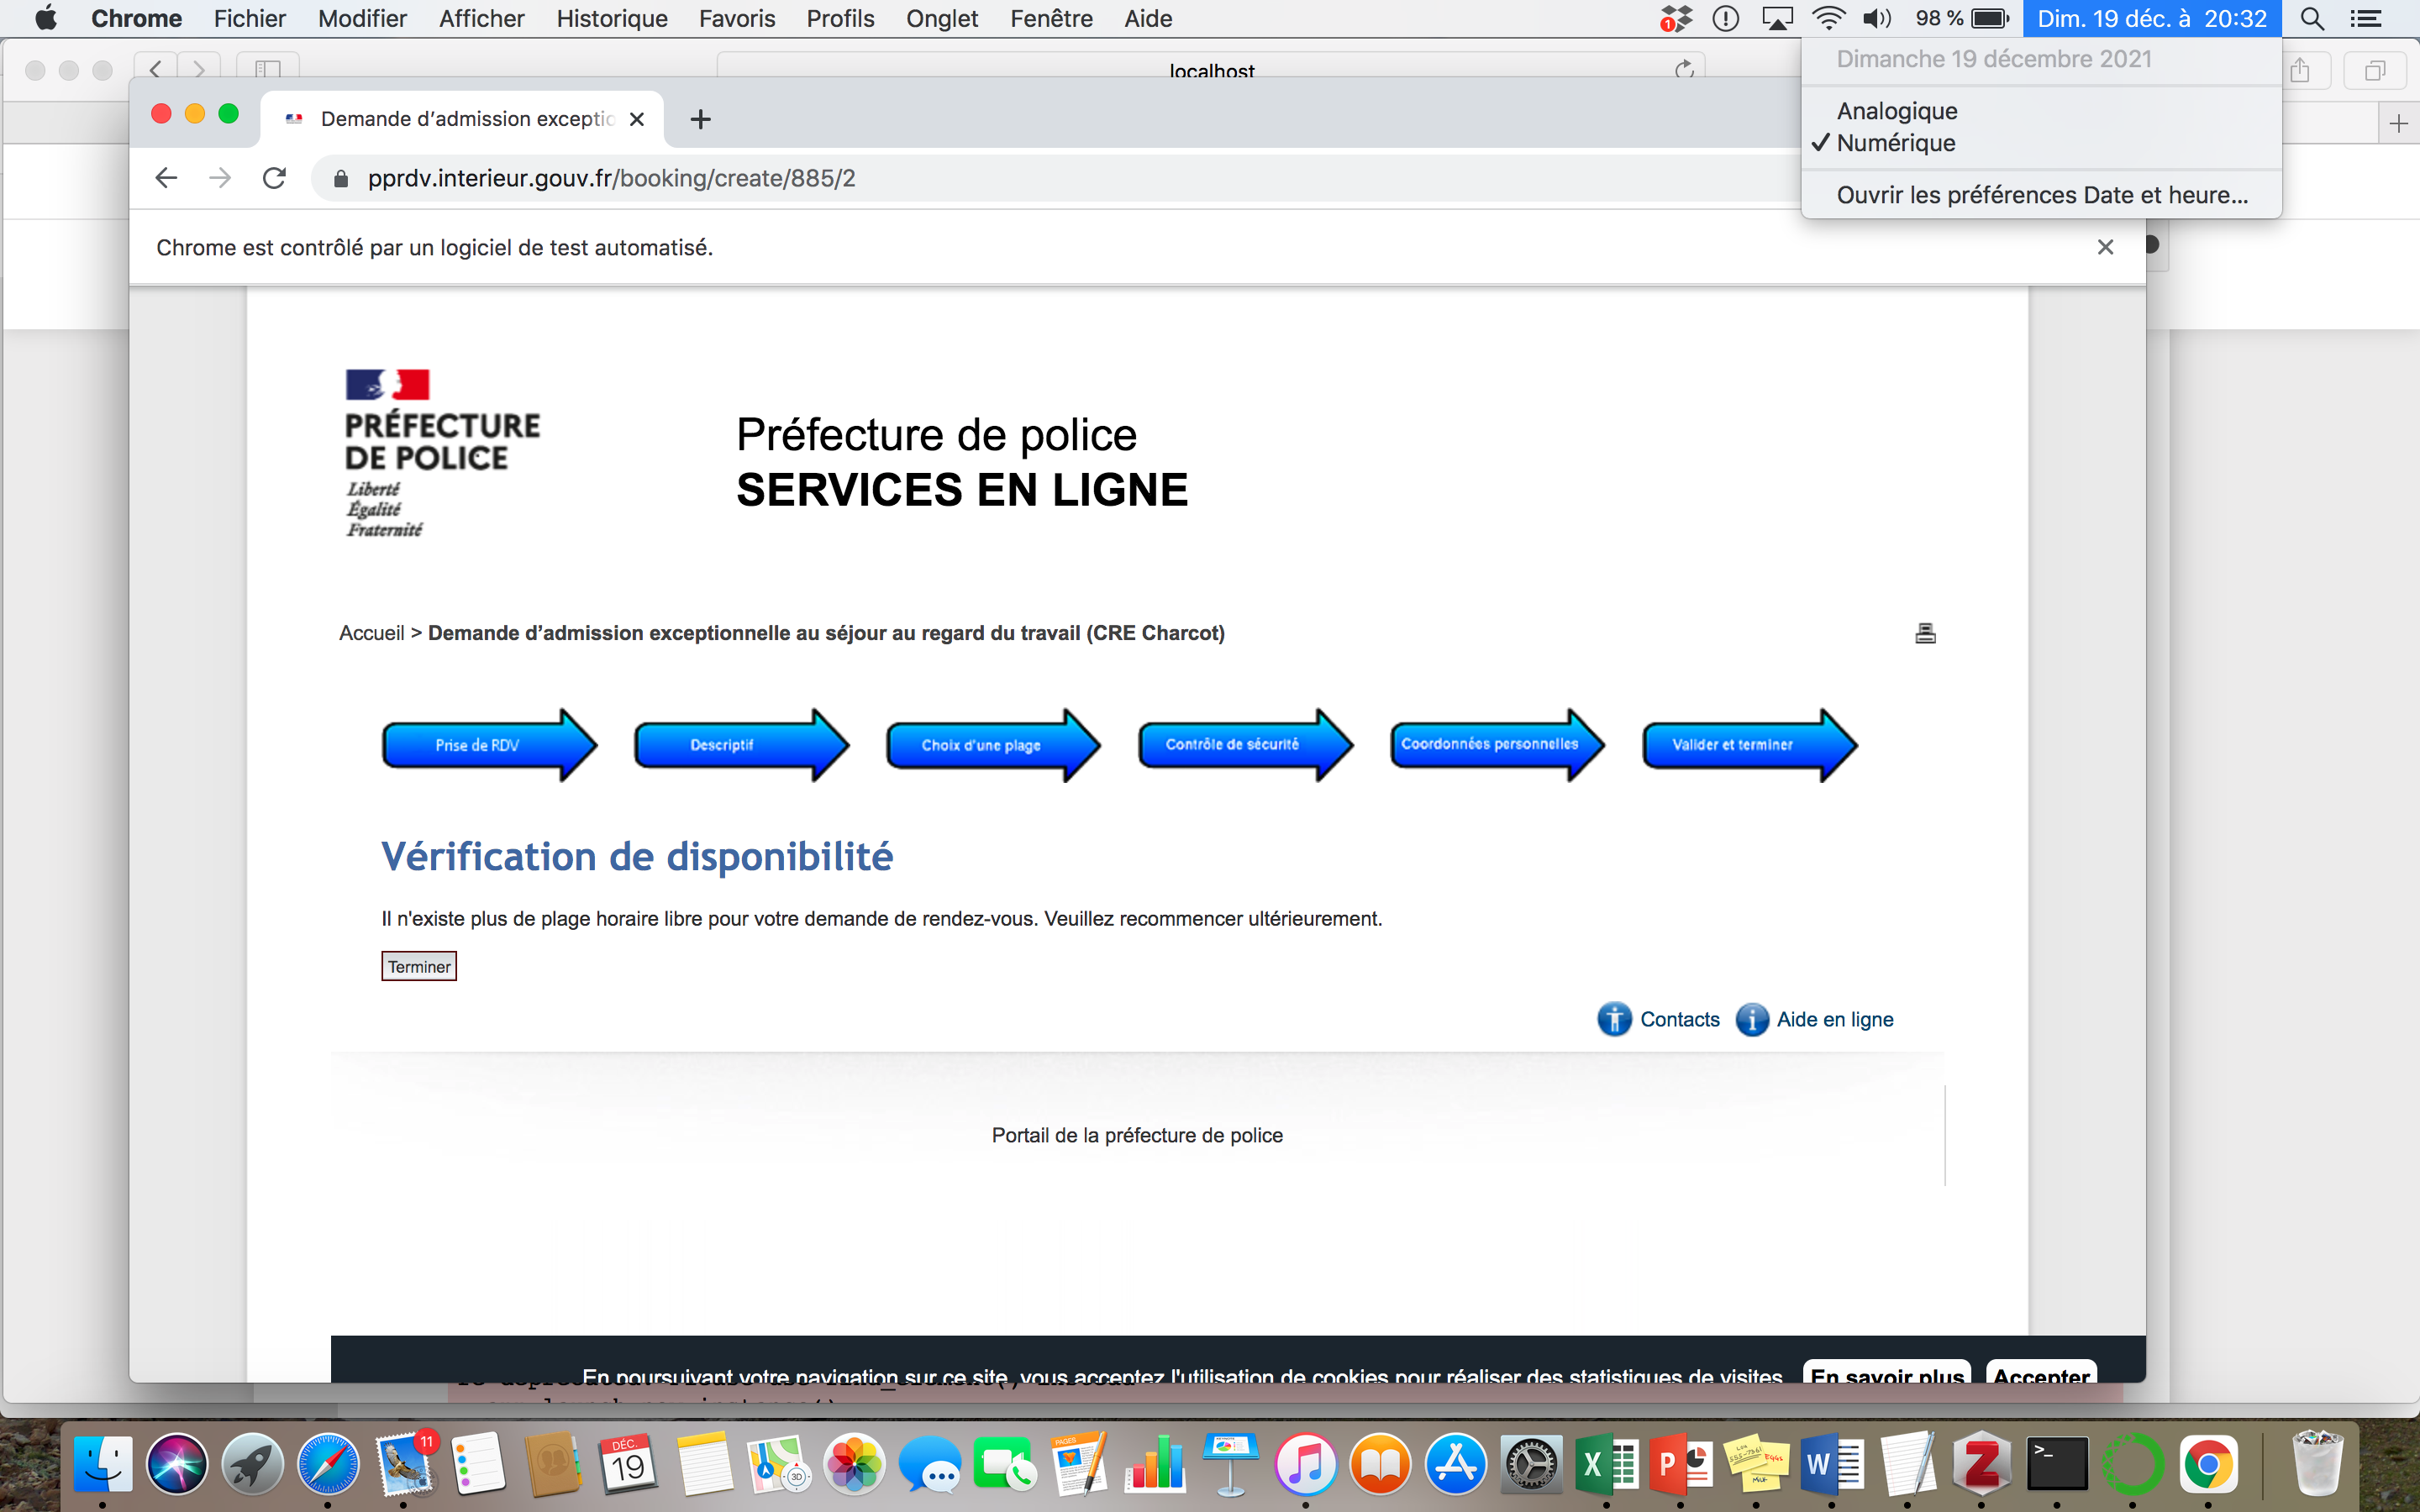 Chrome Fichier Modifier Afficher Historique Favoris Profils Onglet Fenêtre Aide
1
98 %
Dim. 19 déc. à 20:32
Dimanche 19 décembre 2021
Analogique
✓ Numérique
Ouvrir les préférences Date et heure...
localhost
Demande d’admission exceptio
pprdv.interieur.gouv.fr/booking/create/885/2
Chrome est contrôlé par un logiciel de test automatisé.
PRÉFECTURE
DE POLICE
Liberté
Égalité
Fraternité
Préfecture de police
SERVICES EN LIGNE
Accueil > Demande d’admission exceptionnelle au séjour au regard du travail (CRE Charcot)
Prise de RDV
Descriptif
Choix d'une plage
Contrôle de sécurité
Coordonnées personnelles
Valider et terminer
Vérification de disponibilité
Il n'existe plus de plage horaire libre pour votre demande de rendez-vous. Veuillez recommencer ultérieurement.
Terminer
Contacts
Aide en ligne
Portail de la préfecture de police
En poursuivant votre navigation sur ce site, vous acceptez l'utilisation de cookies pour réaliser des statistiques de visites
En savoir plus
Accepter
11
DÉC.
19
3D
PAGES
X
P
W
Z
>_